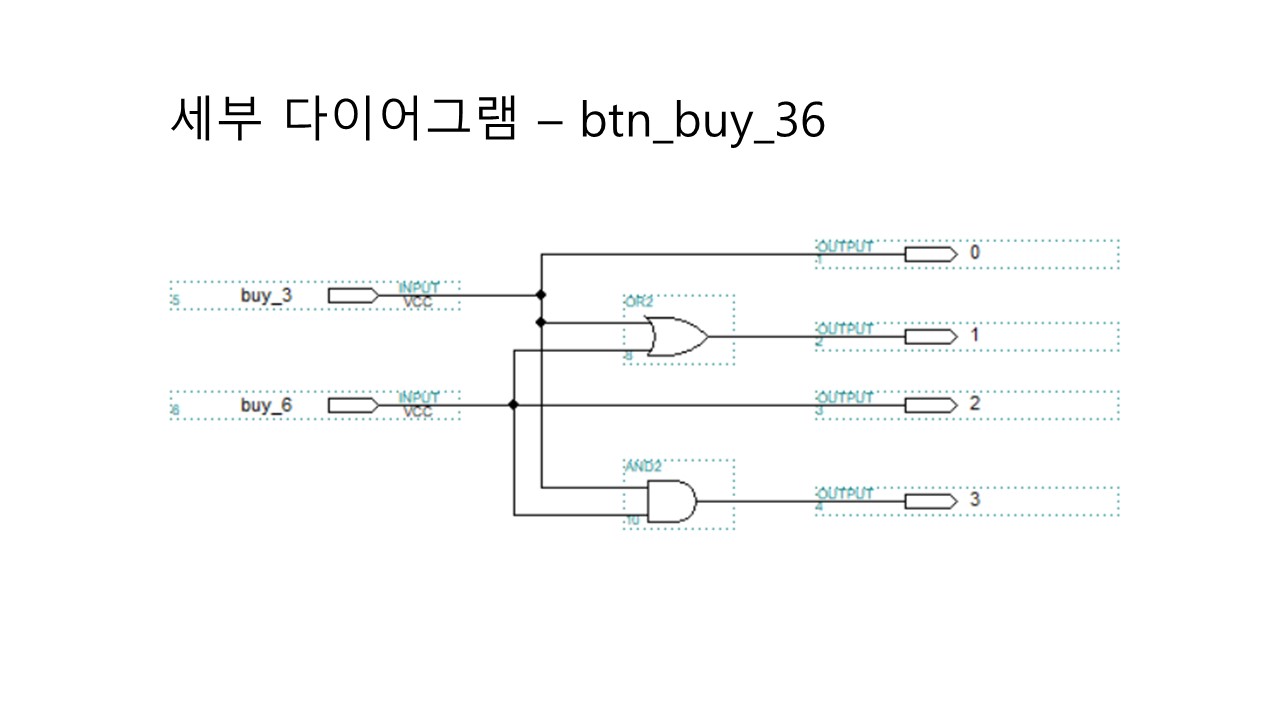 세부 다이어그램 – btn_buy_36
OUTPUT 0
1
buy_3 INPUT
5 VCC
OR2
OUTPUT 1
2
8
buy_6 INPUT
6 VCC
OUTPUT 2
3
AND2
OUTPUT 3
4
10